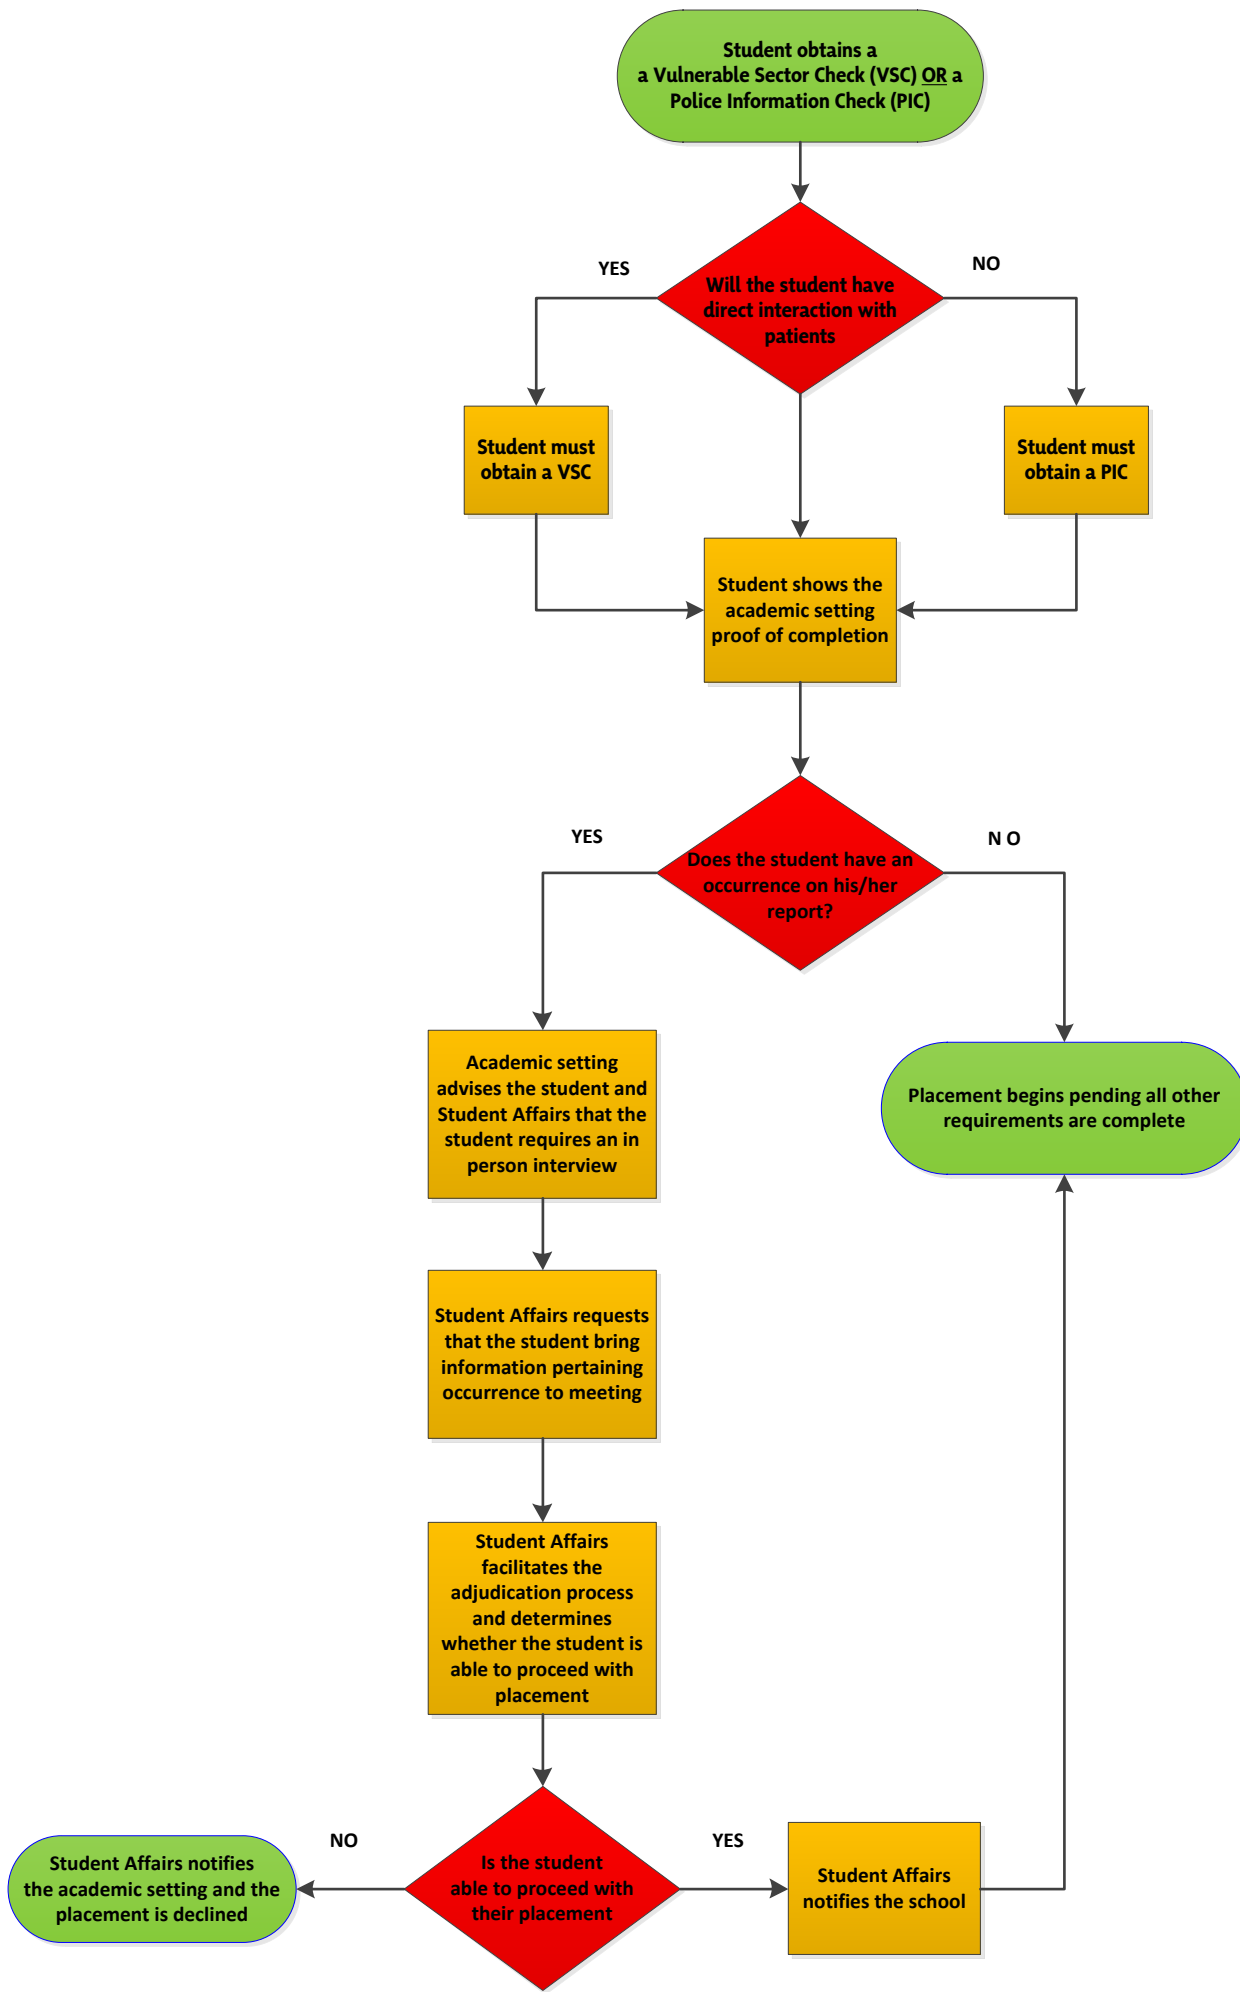 Student obtains a
a Vulnerable Sector Check (VSC) OR a
Police Information Check (PIC)
YES
NO
Will the student have
direct interaction with
patients
Student must
obtain a VSC
Student must
obtain a PIC
Student shows the
academic setting
proof of completion
YES
N O
Does the student have an
occurrence on his/her
report?
Academic setting
advises the student and
Student Affairs that the
student requires an in
person interview
Placement begins pending all other
requirements are complete
Student Affairs requests
that the student bring
information pertaining
occurrence to meeting
Student Affairs
facilitates the
adjudication process
and determines
whether the student is
able to proceed with
placement
NO
YES
Student Affairs notifies
the academic setting and the
placement is declined
Is the student
able to proceed with
their placement
Student Affairs
notifies the school